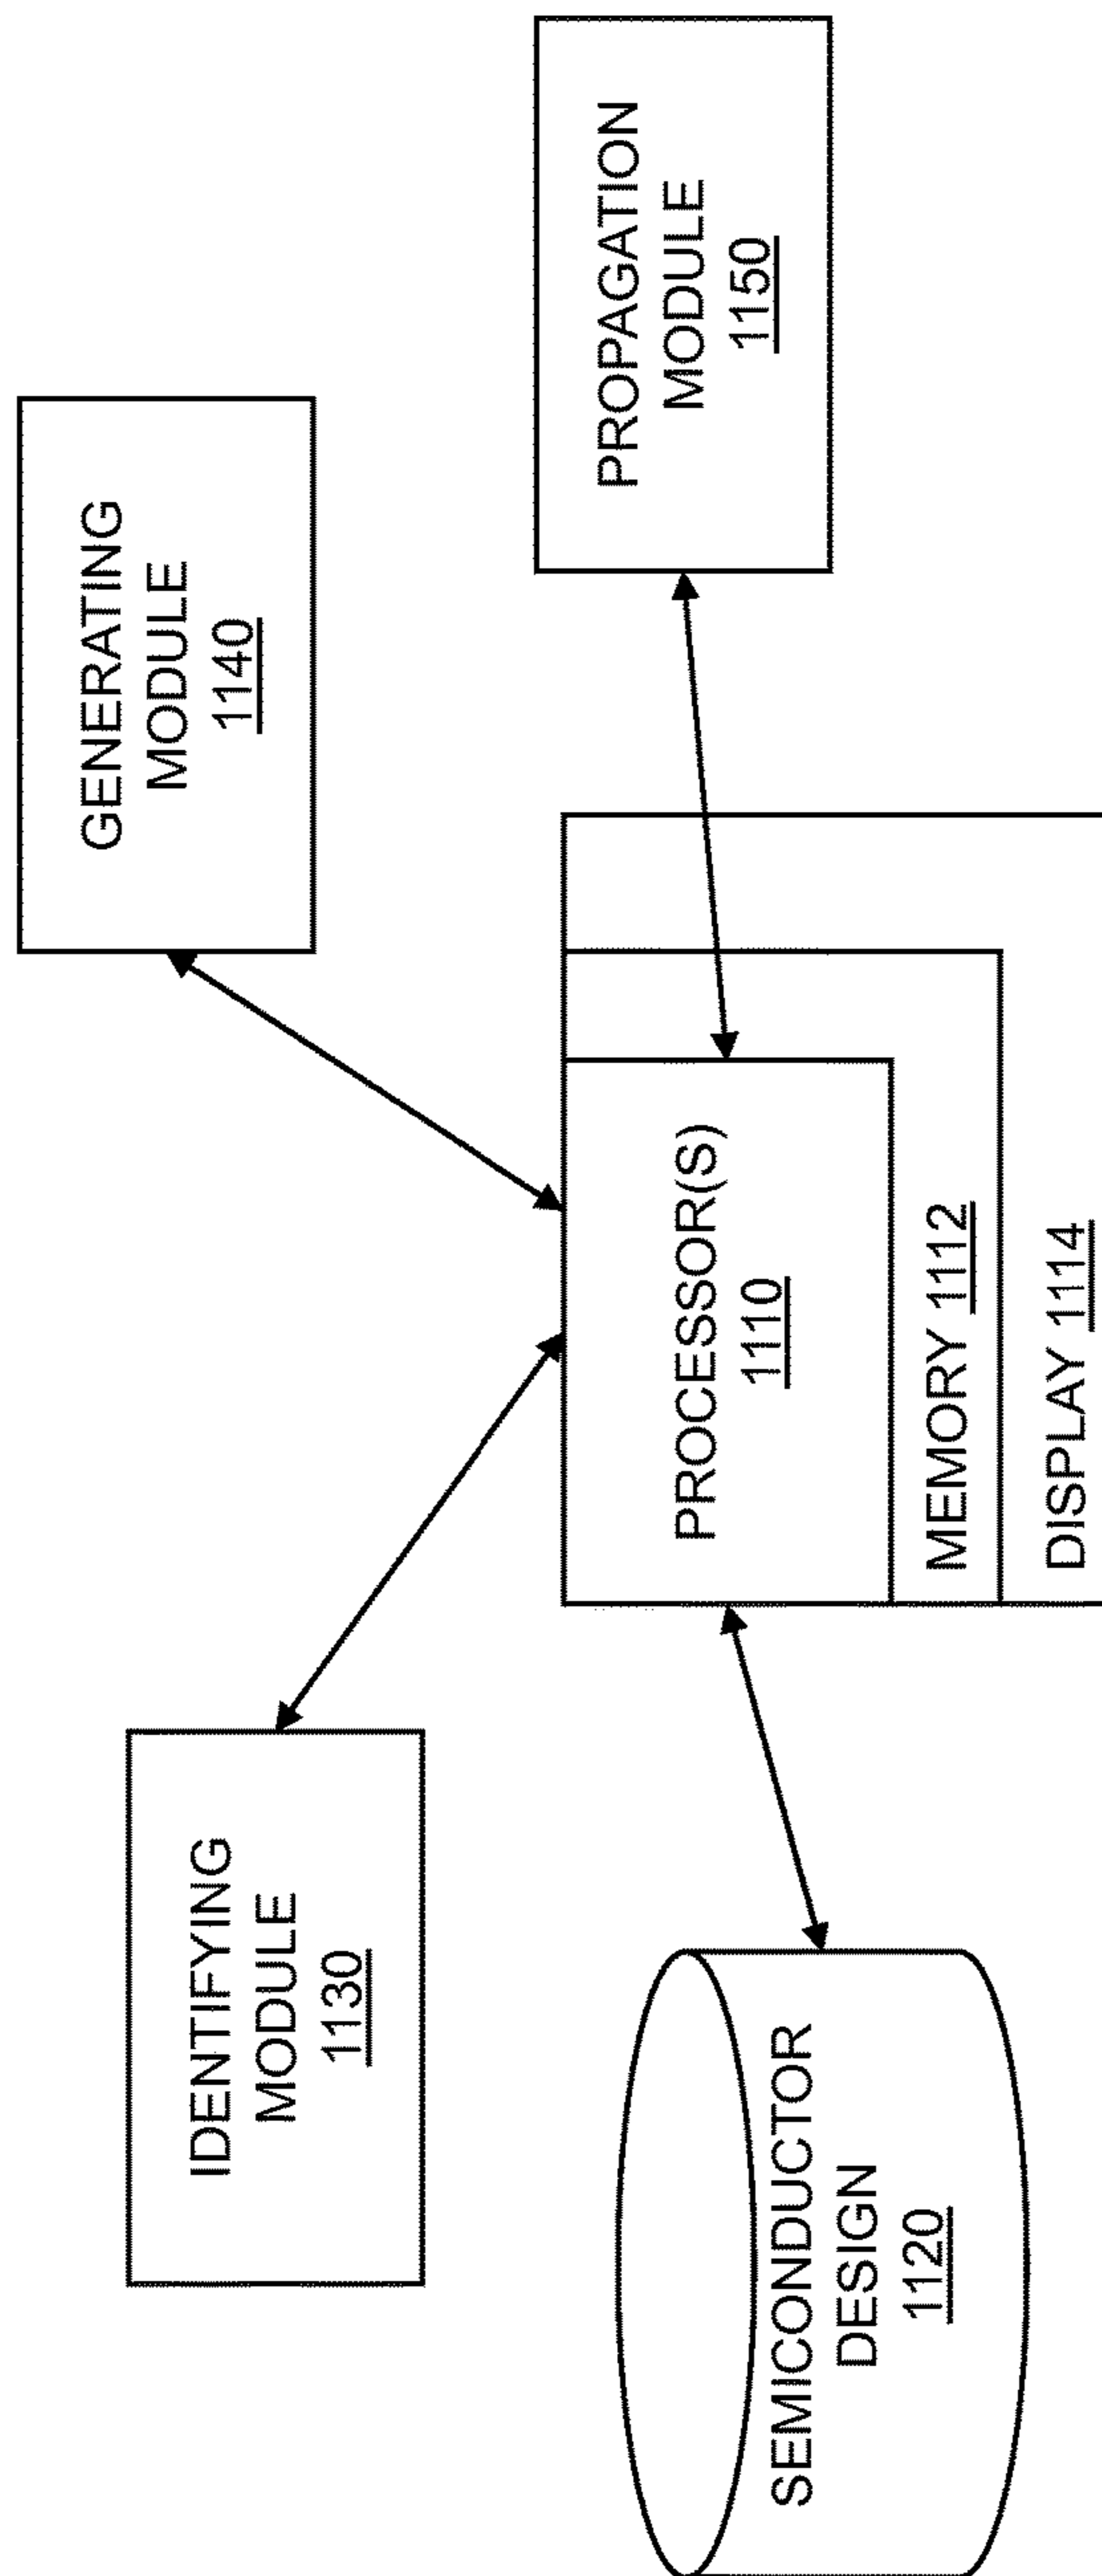 IDENTIFYING
MODULE
1130
GENERATING
MODULE
1140
SEMICONDUCTOR
DESIGN
1120
PROCESSOR(S)
1110
MEMORY 1112
DISPLAY 1114
PROPAGATION
MODULE
1150